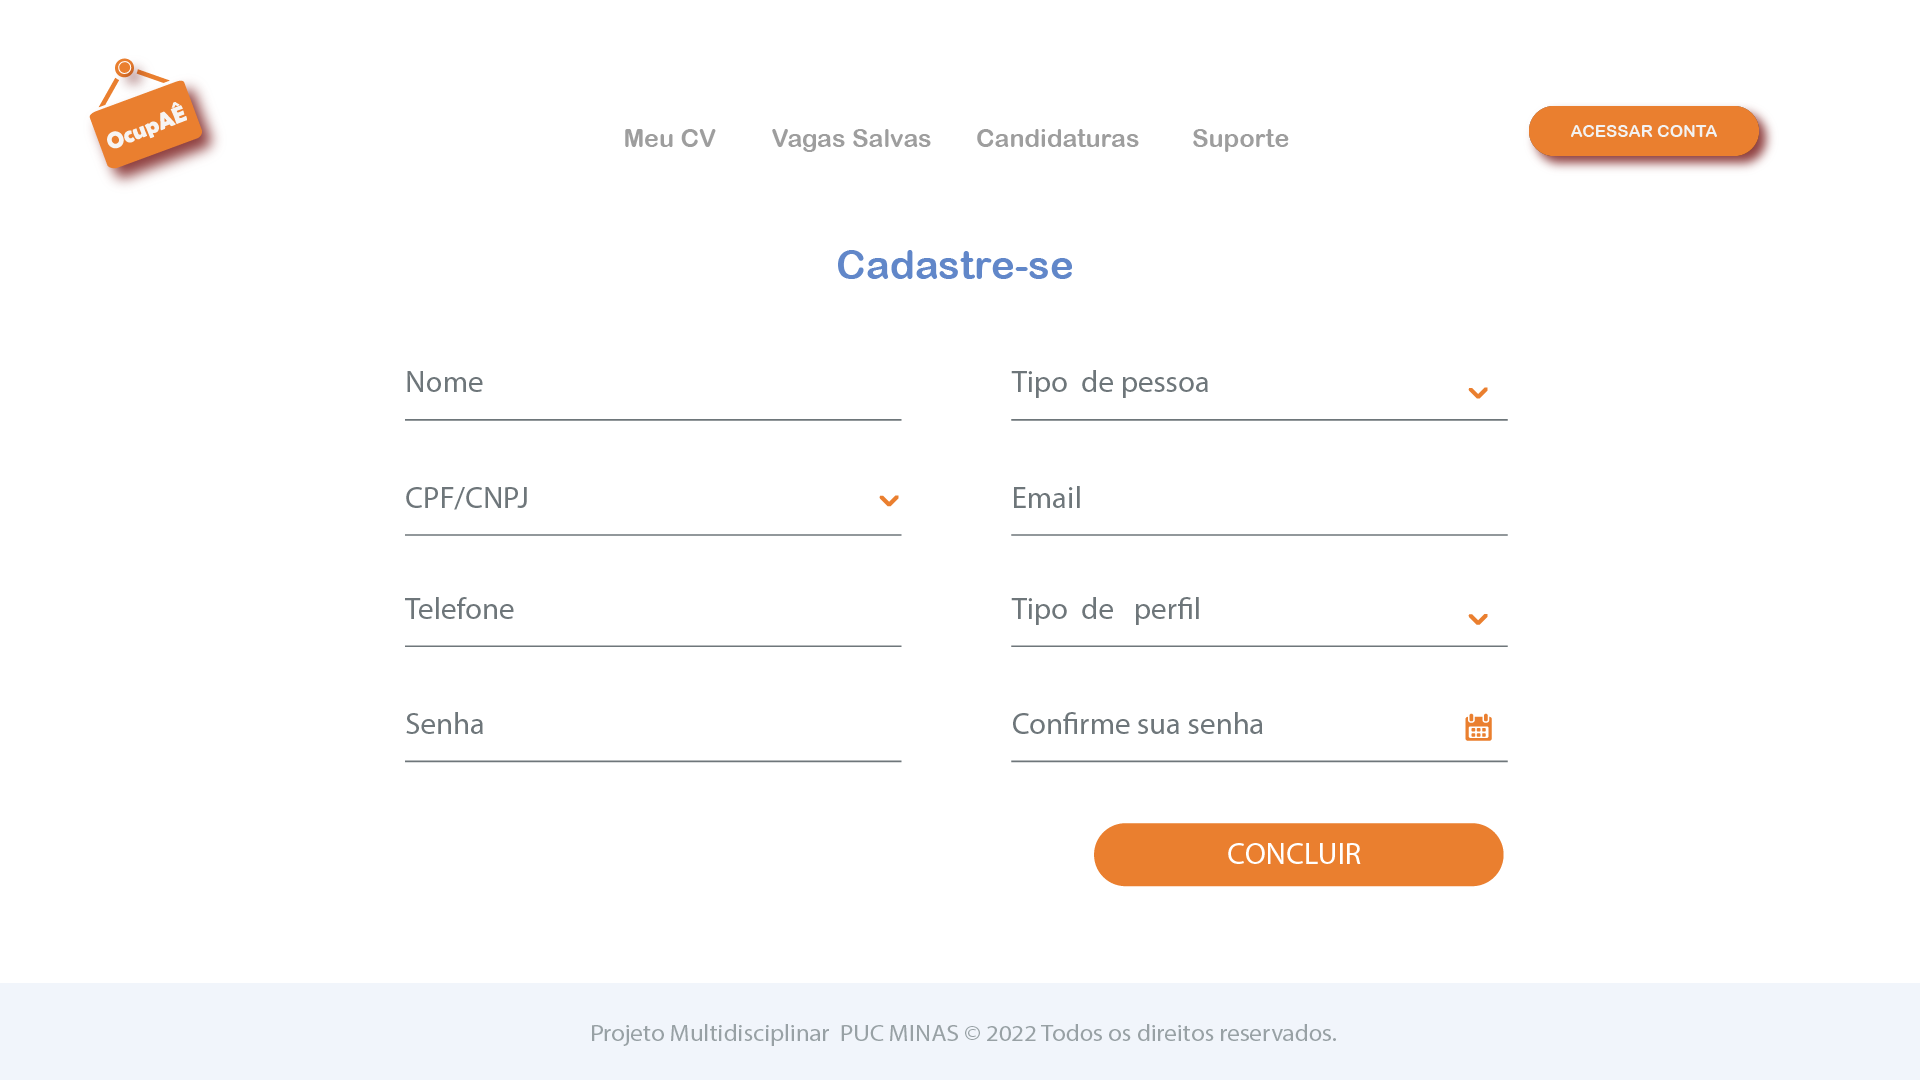 OcupAÊ
Meu CV Vagas Salvas Candidaturas Suporte
ACESSAR CONTA
Cadastre-se
Nome
Tipo de pessoa
CPF/CNPJ
Email
Telefone
Tipo de perfil
Senha
Confirme sua senha
CONCLUIR
Projeto Multidisciplinar PUC MINAS © 2022 Todos os direitos reservados.